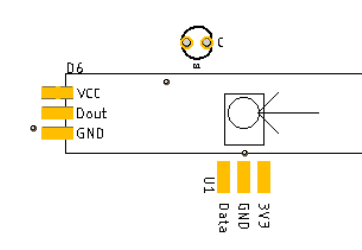 C
D6
VCC
Dout
GND
U1
Data
GND
3V3